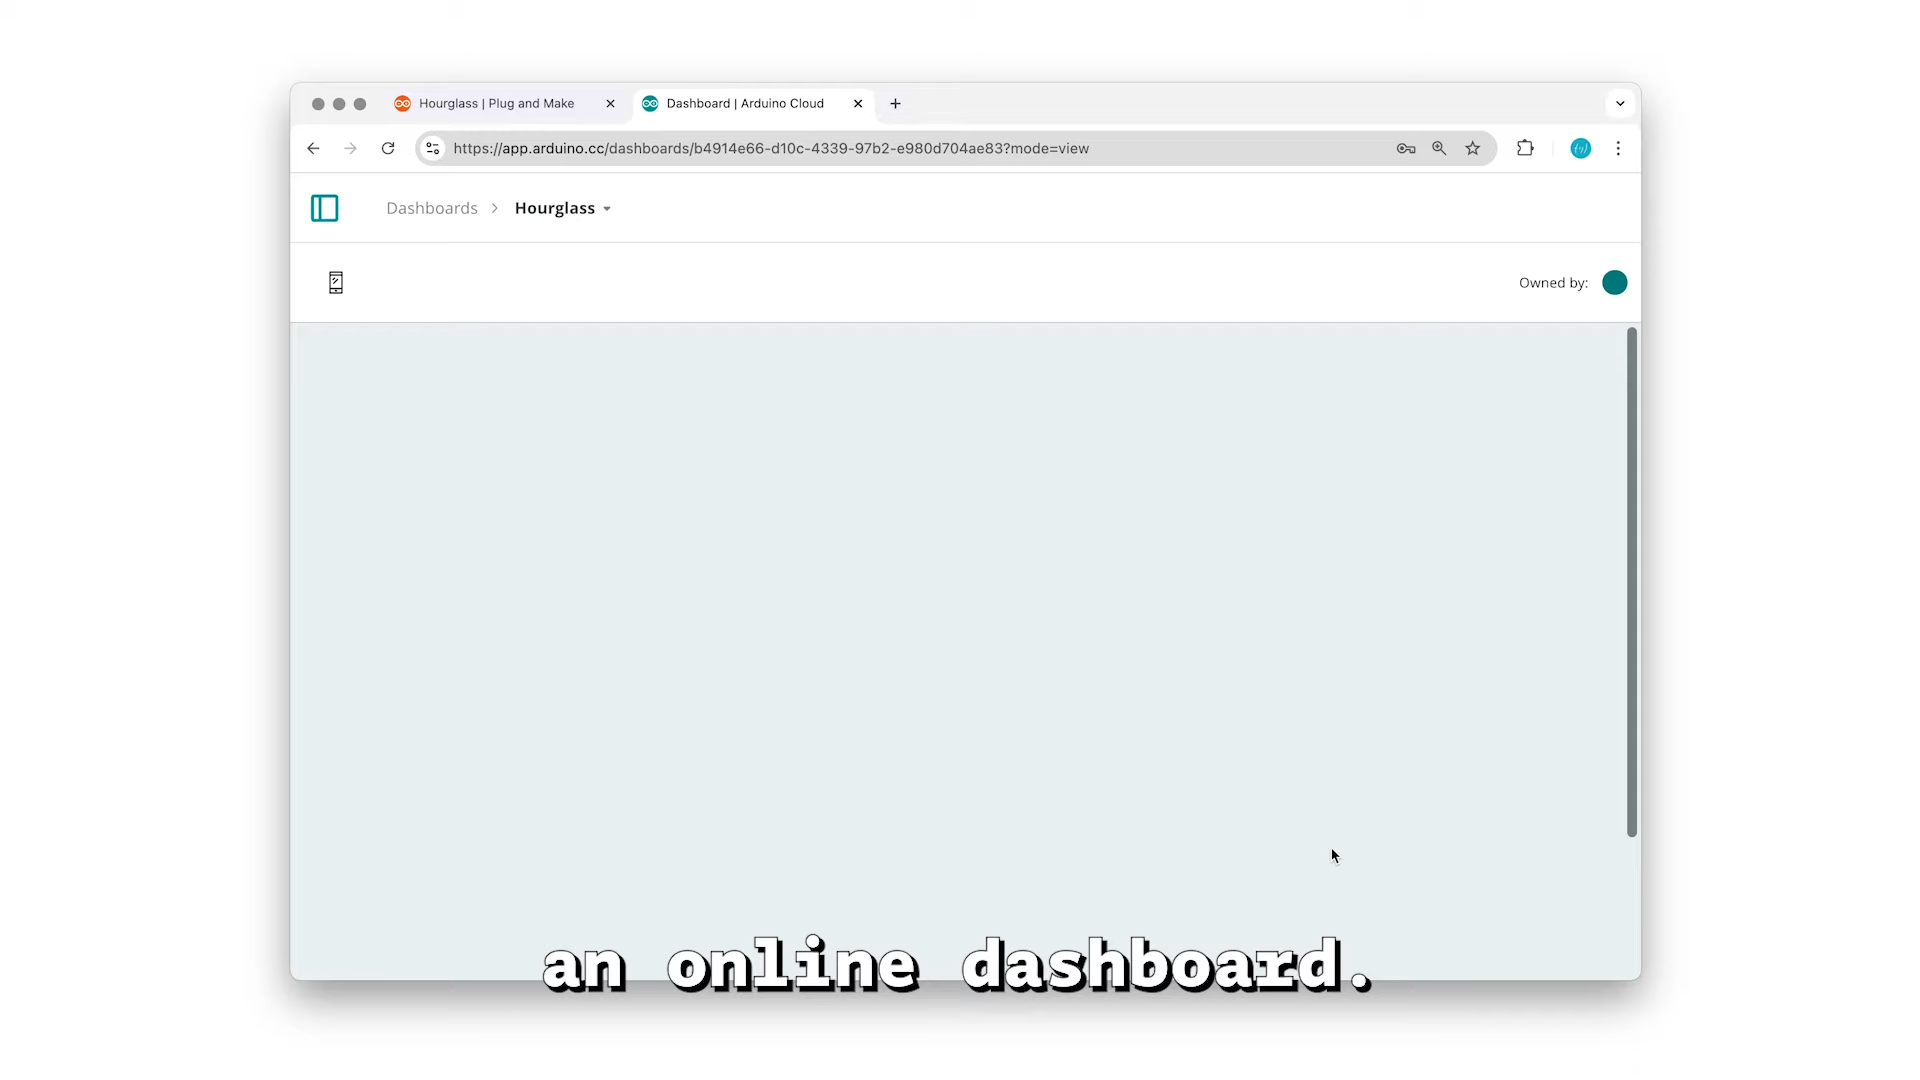 Hourglass | Plug and Make
Dashboard | Arduino Cloud
https://app.arduino.cc/dashboards/b4914e66-d10c-4339-97b2-e980d704ae83?mode=view
Dashboards > Hourglass
Owned by:
an online dashboard.